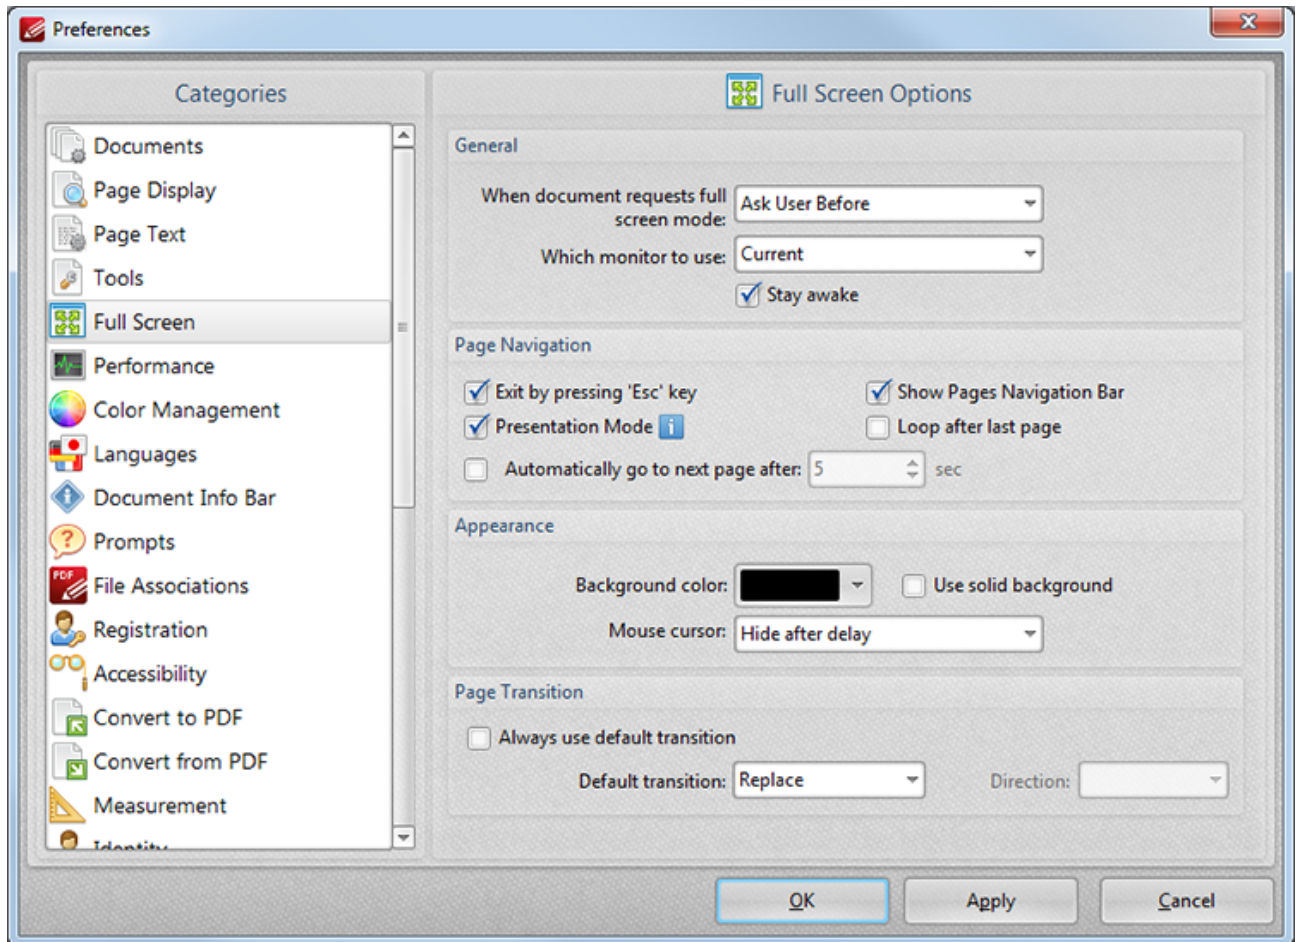 Preferences
Categories
Documents
Page Display
Page Text
Tools
Full Screen
Performance
Color Management
Languages
Document Info Bar
Prompts
PDF
File Associations
Registration
Accessibility
Convert to PDF
Convert from PDF
Measurement
Identity
Full Screen Options
General
When document requests full
screen mode:
Ask User Before
Which monitor to use:
Current
Stay awake
Page Navigation
Exit by pressing 'Esc' key
Show Pages Navigation Bar
Presentation Mode i
Loop after last page
Automatically go to next page after: 5 sec
Appearance
Background color:
Use solid background
Mouse cursor: Hide after delay
Page Transition
Always use default transition
Default transition: Replace
Direction:
OK
Apply
Cancel